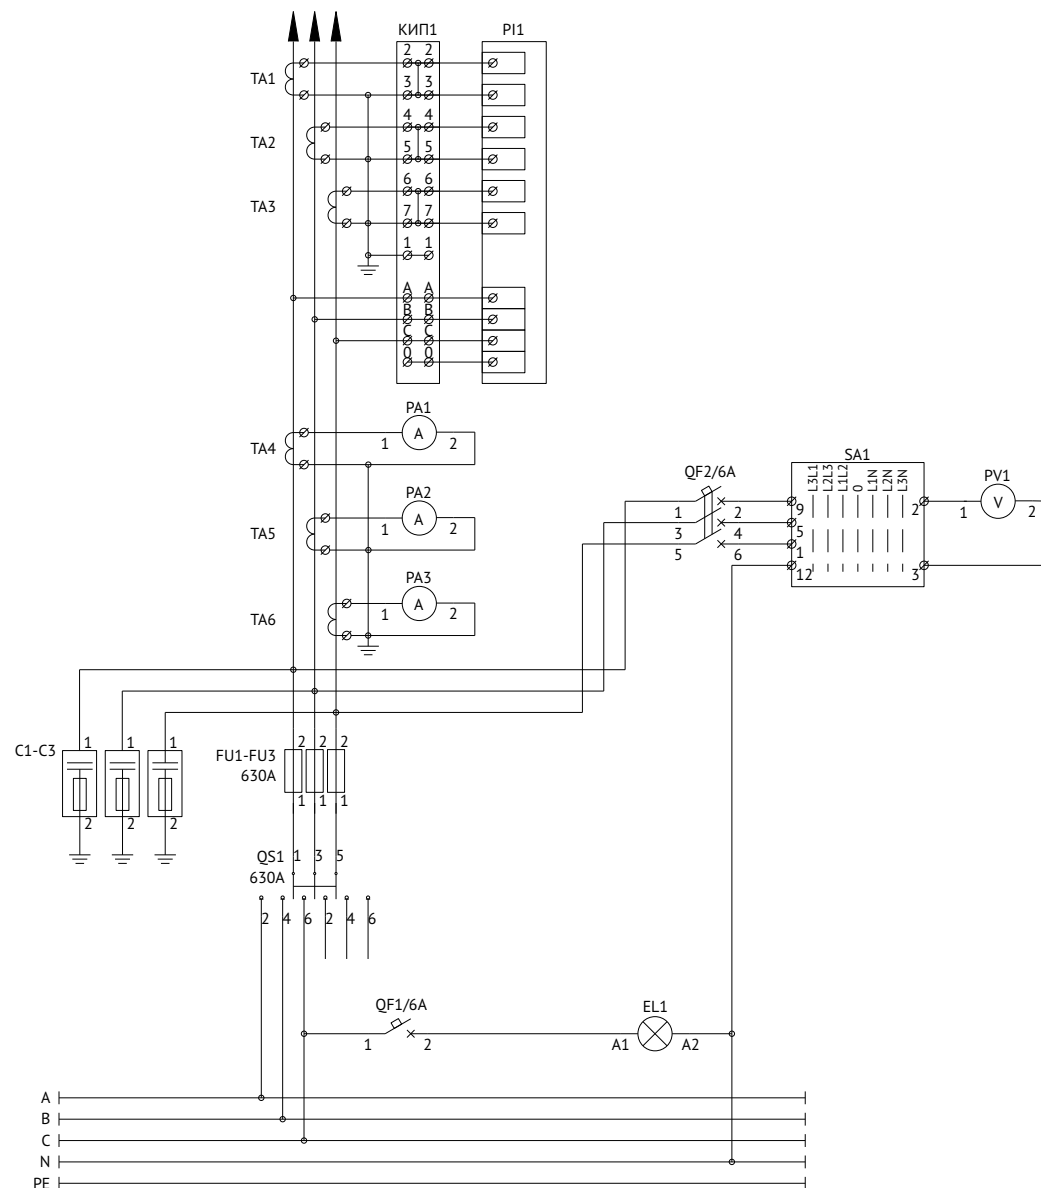 КИП1 PI1
2 2
TA1
3 3
4 4
TA2
5 5
6 6
TA3
7 7
1 1
A A
B B
C C
0 0
PA1
TA4 1 A 2
PA2
TA5 1 A 2
PA3
TA6 1 A 2
QF2/6A
1 2
3 4
5 6
SA1
L3L1 L2L3 L1L2 0 L1N L2N L3N
9 2
5
1
12 3
PV1
1 V 2
C1-C3 1 1 1
2 2 2
FU1-FU3 2 2 2
630A
1 1 1
QS1 1 3 5
630A
2 4 6 2 4 6
QF1/6A
1 2
EL1
A1 A2
A
B
C
N
PE